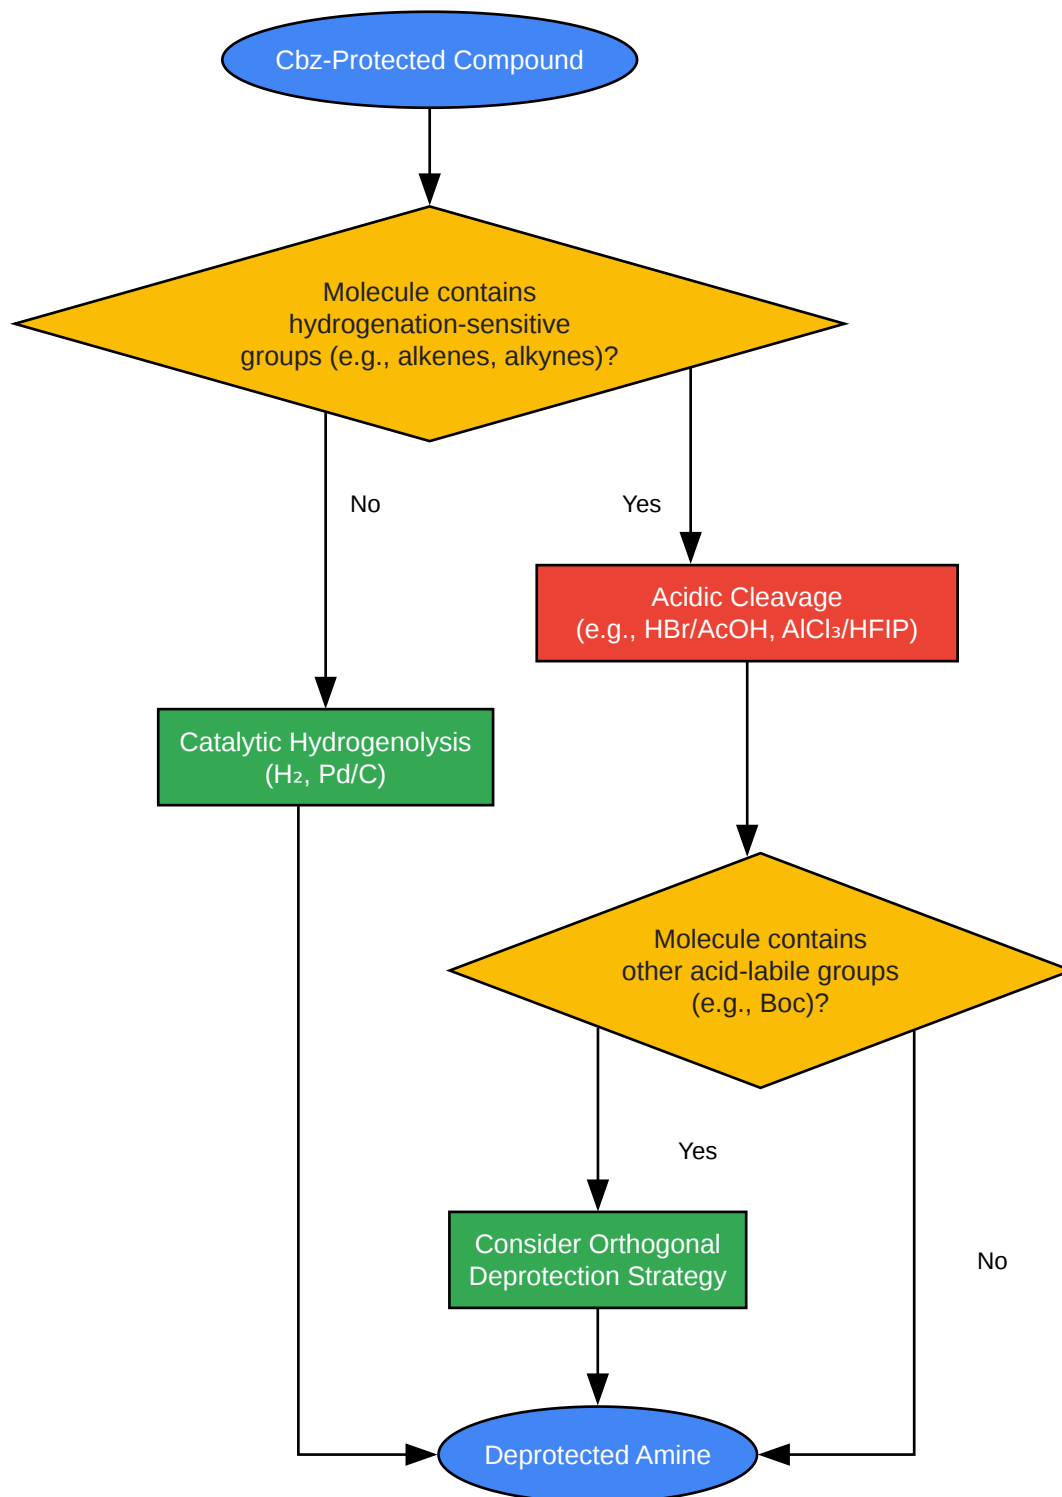 Cbz-Protected Compound
Molecule contains
hydrogenation-sensitive
groups (e.g., alkenes, alkynes)?
No
Yes
Acidic Cleavage
(e.g., HBr/AcOH, AlCl₃/HFIP)
Catalytic Hydrogenolysis
(H₂, Pd/C)
Molecule contains
other acid-labile groups
(e.g., Boc)?
Yes
Consider Orthogonal
Deprotection Strategy
No
Deprotected Amine